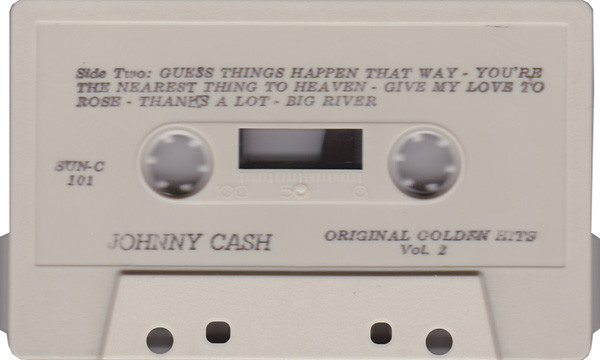 Side Two: GUESS THINGS HAPPEN THAT WAY - YOU'RE
THE NEAREST THING TO HEAVEN - GIVE MY LOVE TO
ROSE - THANKS A LOT - BIG RIVER
SUN-C
101
100 50 0
JOHNNY CASH
ORIGINAL GOLDEN HITS
Vol. 2